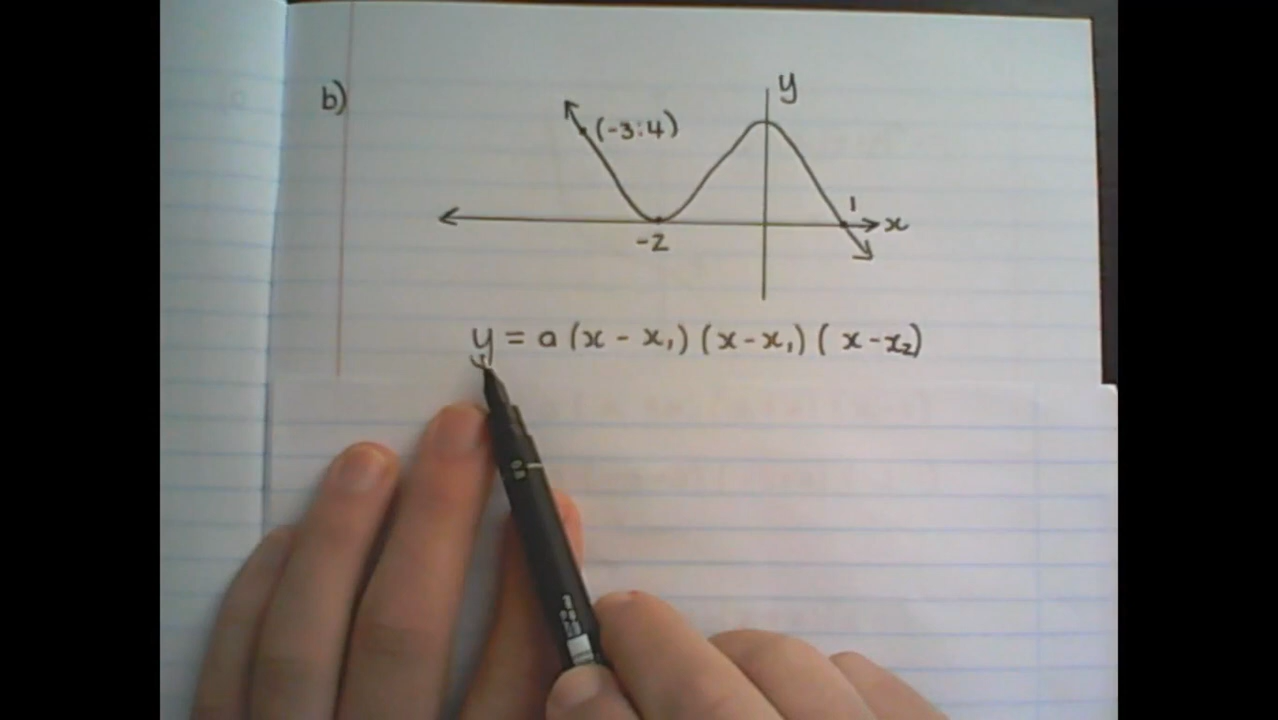 b)
y
(-3;4)
1
x
-2
y = a (x - x₁) (x - x₁) ( x - x₂)